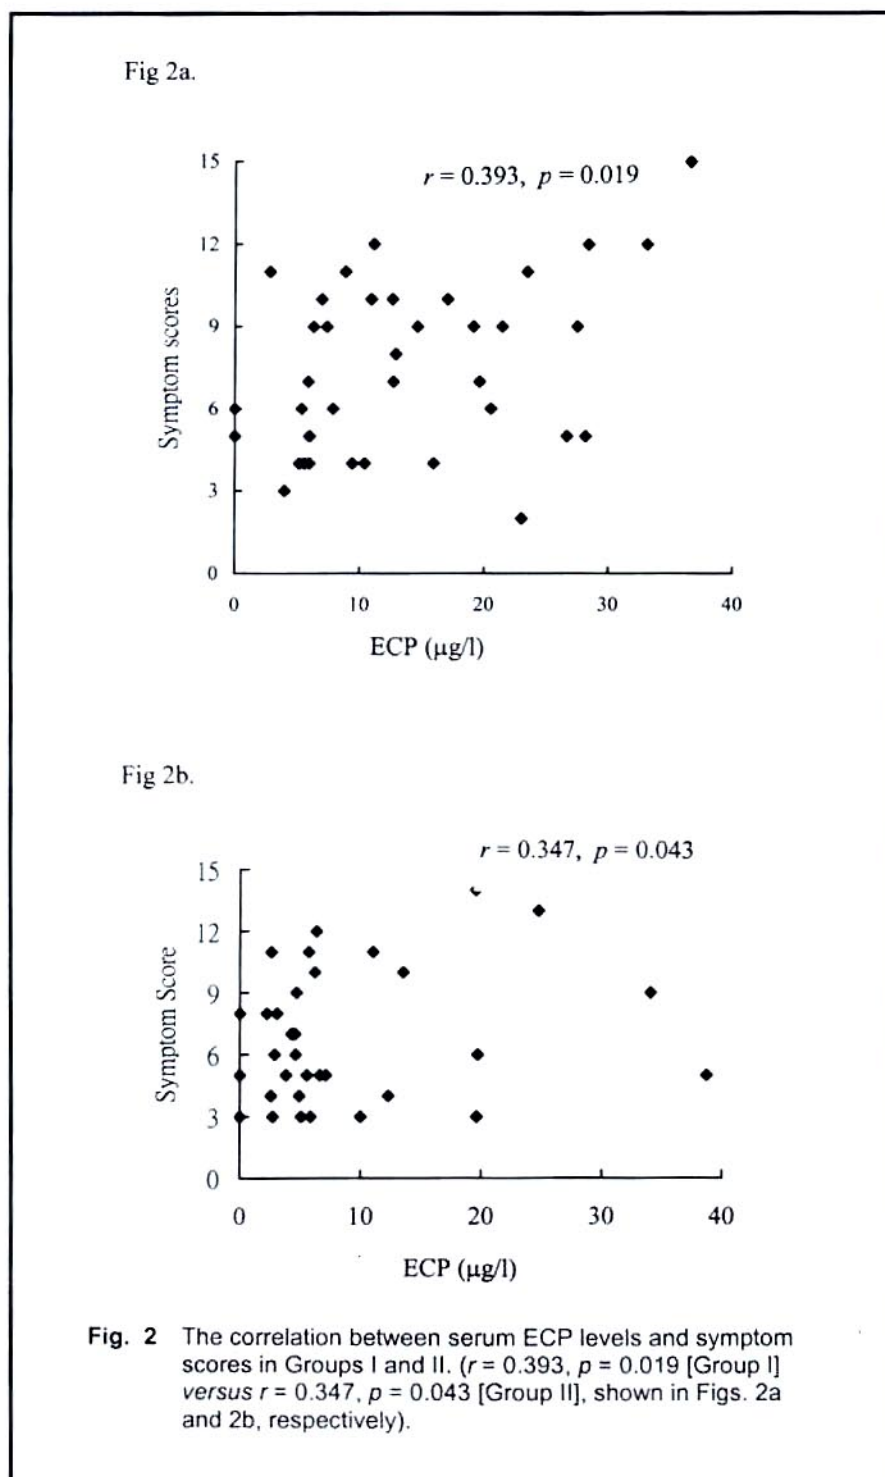 Fig 2a.
r = 0.393, p = 0.019
15
12
9
6
3
0
Symptom scores
0 10 20 30 40
ECP (µg/l)
Fig 2b.
r = 0.347, p = 0.043
15
12
9
6
3
0
Symptom Score
0 10 20 30 40
ECP (µg/l)
Fig. 2 The correlation between serum ECP levels and symptom
scores in Groups I and II. (r = 0.393, p = 0.019 [Group I]
versus r = 0.347, p = 0.043 [Group II], shown in Figs. 2a
and 2b, respectively).